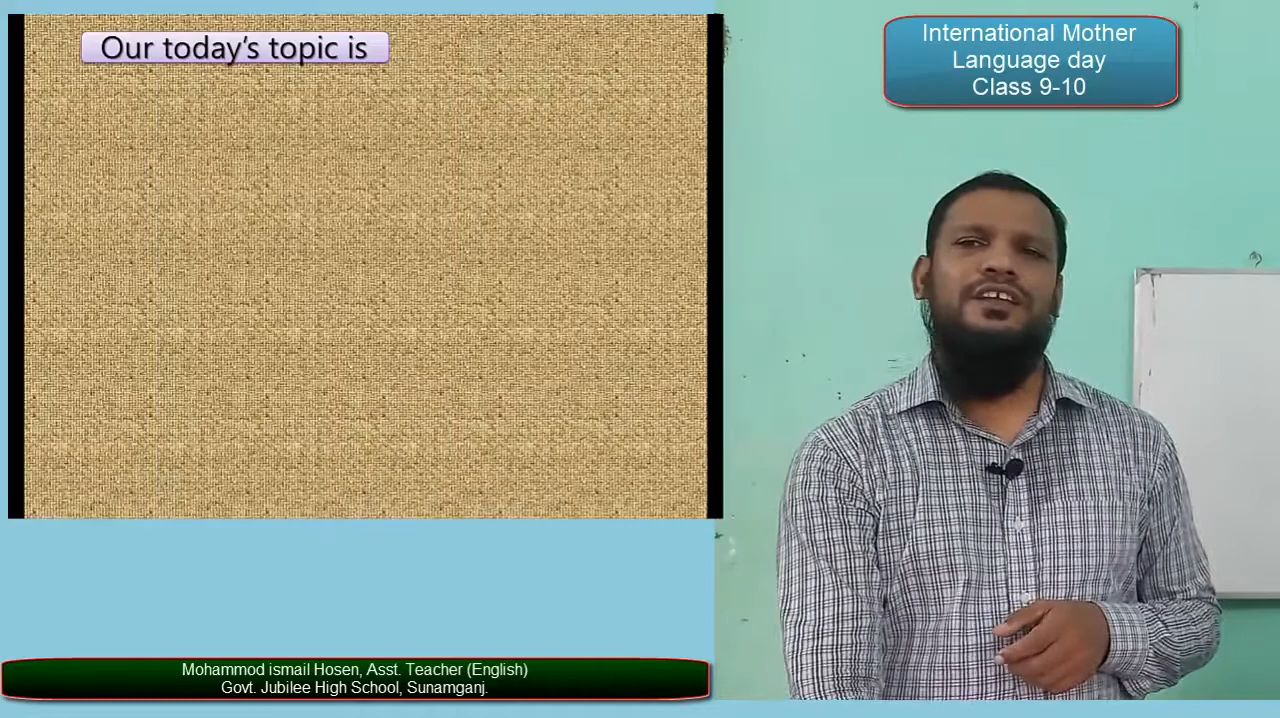 Our today's topic is
International Mother
Language day
Class 9-10
Mohammod ismail Hosen, Asst. Teacher (English)
Govt. Jubilee High School, Sunamganj.